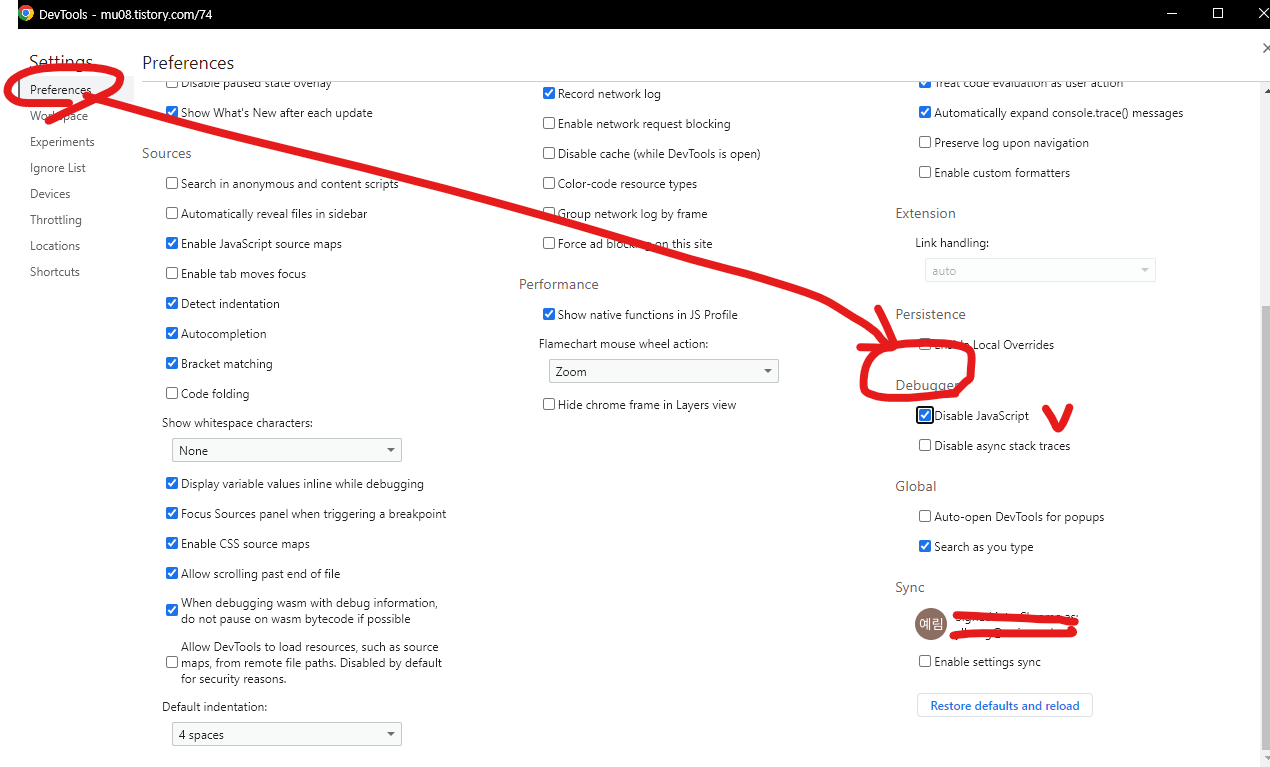 DevTools - mu08.tistory.com/74
Settings
Preferences
Workspace
Experiments
Ignore List
Devices
Throttling
Locations
Shortcuts
Preferences
Disable paused state overlay
Show What's New after each update
Sources
Search in anonymous and content scripts
Automatically reveal files in sidebar
Enable JavaScript source maps
Enable tab moves focus
Detect indentation
Autocompletion
Bracket matching
Code folding
Show whitespace characters:
None
Display variable values inline while debugging
Focus Sources panel when triggering a breakpoint
Enable CSS source maps
Allow scrolling past end of file
When debugging wasm with debug information,
do not pause on wasm bytecode if possible
Allow DevTools to load resources, such as source
maps, from remote file paths. Disabled by default
for security reasons.
Default indentation:
4 spaces
Record network log
Enable network request blocking
Disable cache (while DevTools is open)
Color-code resource types
Group network log by frame
Force ad blocking on this site
Performance
Show native functions in JS Profile
Flamechart mouse wheel action:
Zoom
Hide chrome frame in Layers view
Treat code evaluation as user action
Automatically expand console.trace() messages
Preserve log upon navigation
Enable custom formatters
Extension
Link handling:
auto
Persistence
Enable Local Overrides
Debugger
Disable JavaScript
Disable async stack traces
Global
Auto-open DevTools for popups
Search as you type
Sync
예림
Enable settings sync
Restore defaults and reload